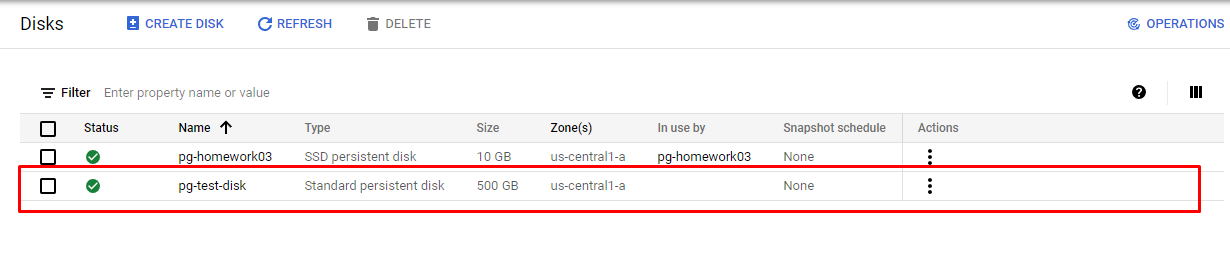 Disks CREATE DISK REFRESH DELETE OPERATIONS
Filter Enter property name or value
Status Name Type Size Zone(s) In use by Snapshot schedule Actions
pg-homework03 SSD persistent disk 10 GB us-central1-a pg-homework03 None
pg-test-disk Standard persistent disk 500 GB us-central1-a None